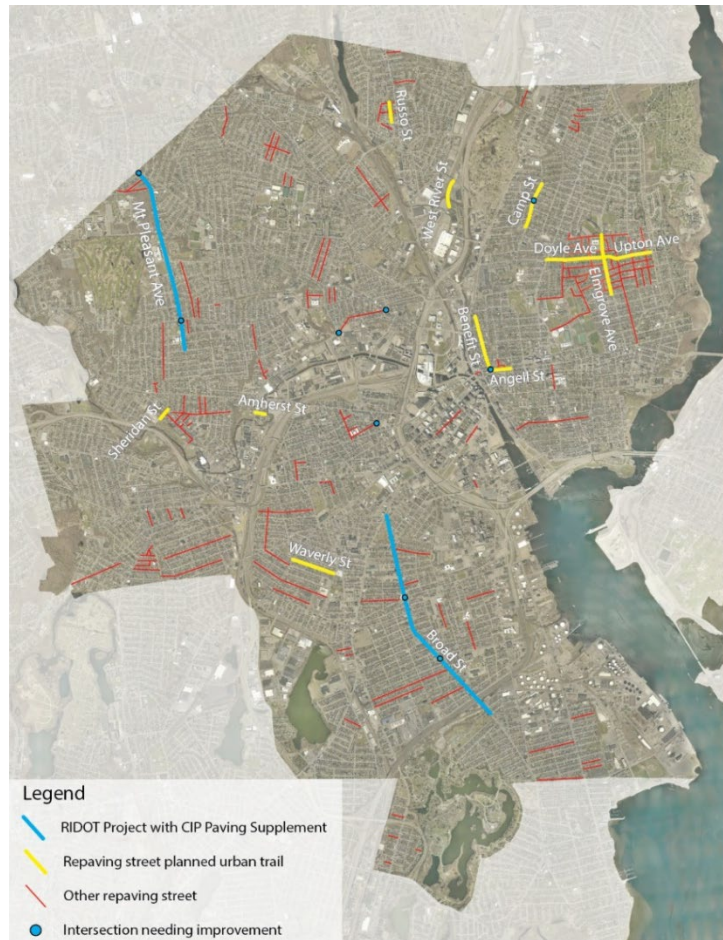 Russo St
West River St
Camp St
Mt Pleasant Ave
Doyle Ave
Upton Ave
Elmgrove Ave
Benefit St
Angell St
Sheridan St
Amherst St
Waverly St
Broad St
Legend
RIDOT Project with CIP Paving Supplement
Repaving street planned urban trail
Other repaving street
Intersection needing improvement